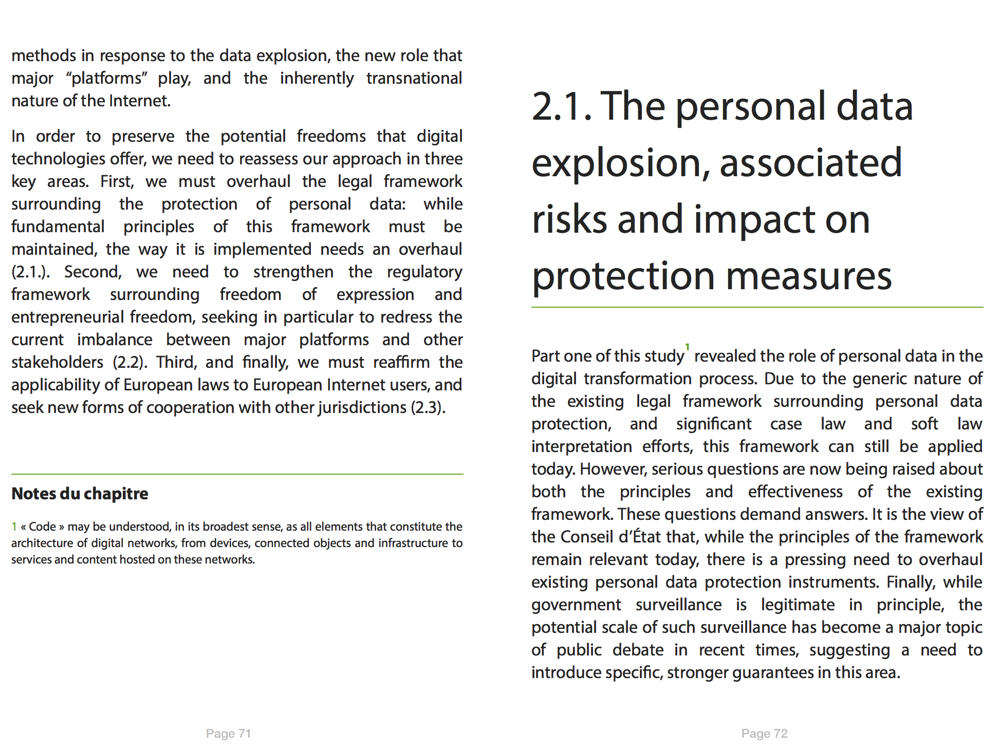 methods in response to the data explosion, the new role that
major “platforms” play, and the inherently transnational
nature of the Internet.
In order to preserve the potential freedoms that digital
technologies offer, we need to reassess our approach in three
key areas. First, we must overhaul the legal framework
surrounding the protection of personal data: while
fundamental principles of this framework must be
maintained, the way it is implemented needs an overhaul
(2.1.). Second, we need to strengthen the regulatory
framework surrounding freedom of expression and
entrepreneurial freedom, seeking in particular to redress the
current imbalance between major platforms and other
stakeholders (2.2). Third, and finally, we must reaffirm the
applicability of European laws to European Internet users, and
seek new forms of cooperation with other jurisdictions (2.3).
Notes du chapitre
1 « Code » may be understood, in its broadest sense, as all elements that constitute the
architecture of digital networks, from devices, connected objects and infrastructure to
services and content hosted on these networks.
Page 71
2.1. The personal data
explosion, associated
risks and impact on
protection measures
Part one of this study1 revealed the role of personal data in the
digital transformation process. Due to the generic nature of
the existing legal framework surrounding personal data
protection, and significant case law and soft law
interpretation efforts, this framework can still be applied
today. However, serious questions are now being raised about
both the principles and effectiveness of the existing
framework. These questions demand answers. It is the view of
the Conseil d’État that, while the principles of the framework
remain relevant today, there is a pressing need to overhaul
existing personal data protection instruments. Finally, while
government surveillance is legitimate in principle, the
potential scale of such surveillance has become a major topic
of public debate in recent times, suggesting a need to
introduce specific, stronger guarantees in this area.
Page 72